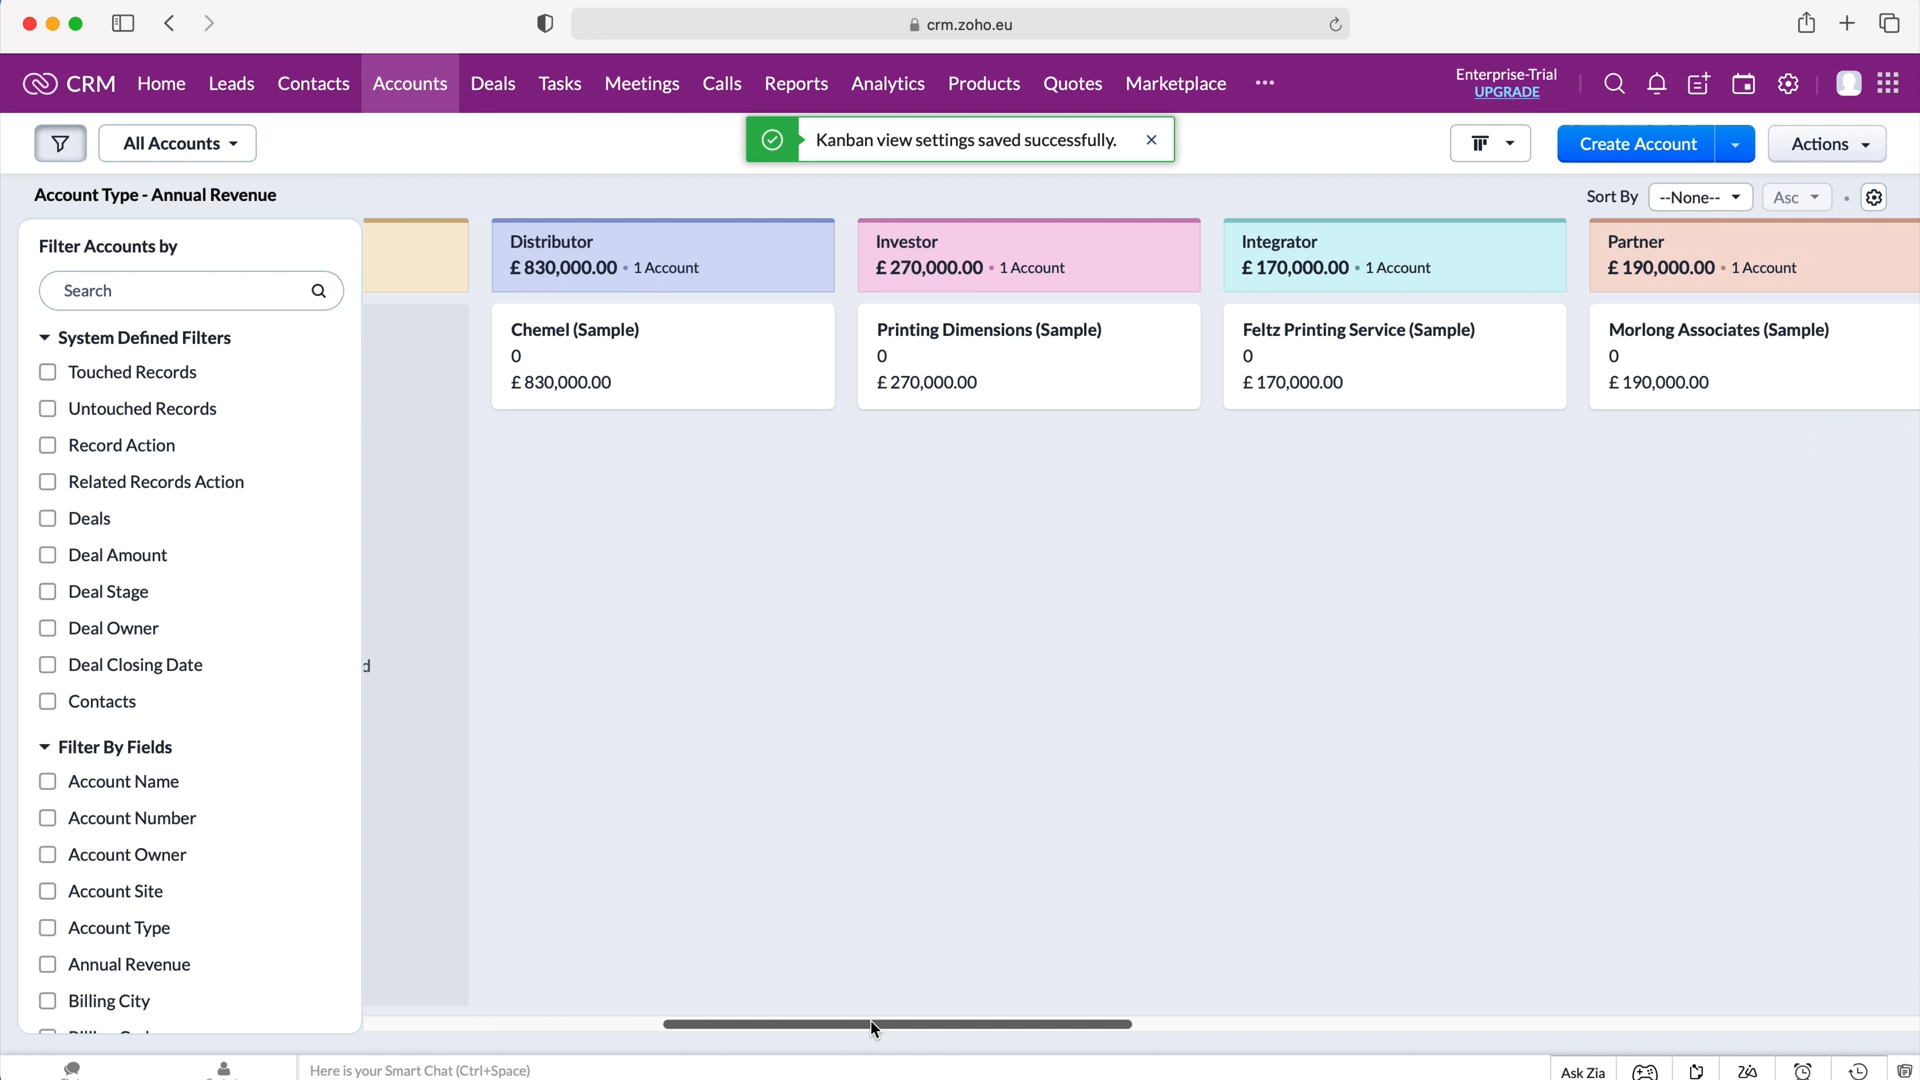 crm.zoho.eu
CRM Home Leads Contacts Accounts Deals Tasks Meetings Calls Reports Analytics Products Quotes Marketplace ••• Enterprise-Trial
UPGRADE
All Accounts
Kanban view settings saved successfully.
Create Account
Actions
Account Type - Annual Revenue
Sort By --None-- Asc
Filter Accounts by
Search
System Defined Filters
Touched Records
Untouched Records
Record Action
Related Records Action
Deals
Deal Amount
Deal Stage
Deal Owner
Deal Closing Date
Contacts
Filter By Fields
Account Name
Account Number
Account Owner
Account Site
Account Type
Annual Revenue
Billing City
d
Distributor
£ 830,000.00 • 1 Account
Chemel (Sample)
0
£ 830,000.00
Investor
£ 270,000.00 • 1 Account
Printing Dimensions (Sample)
0
£ 270,000.00
Integrator
£ 170,000.00 • 1 Account
Feltz Printing Service (Sample)
0
£ 170,000.00
Partner
£ 190,000.00 • 1 Account
Morlong Associates (Sample)
0
£ 190,000.00
Here is your Smart Chat (Ctrl+Space)
Ask Zia